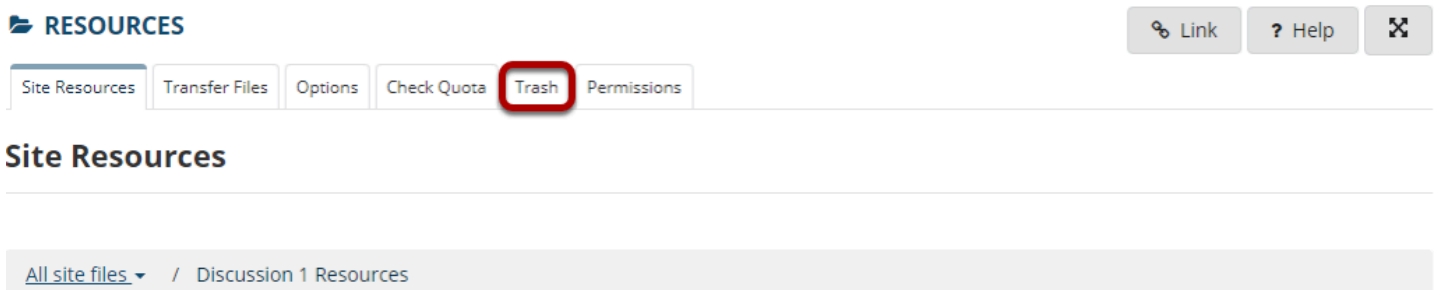 RESOURCES
Link
? Help
Site Resources
Transfer Files
Options
Check Quota
Trash
Permissions
Site Resources
All site files / Discussion 1 Resources